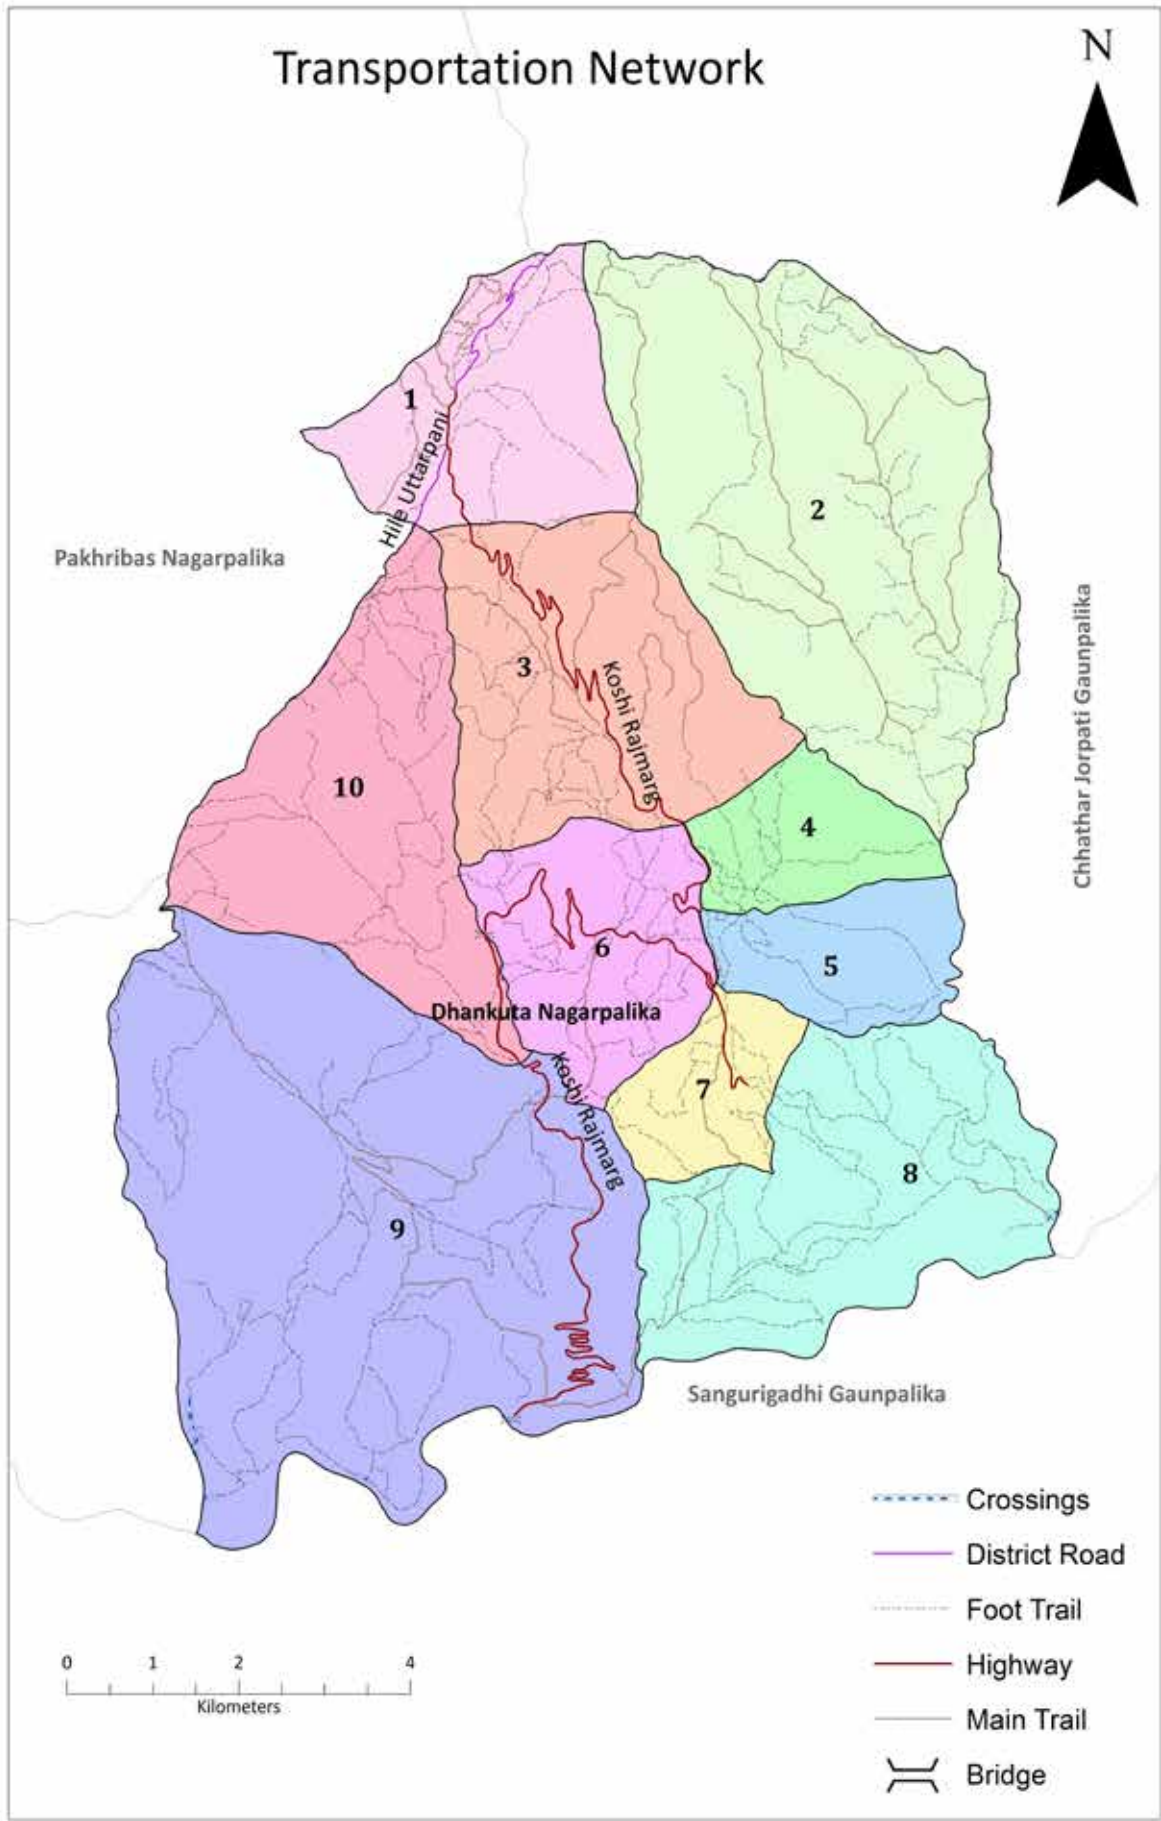 Transportation Network
N
1
Hile Uttarpani
2
Pakhribas Nagarpalika
Chhathar Jorpati Gaunpalika
3
Koshi Rajmarg
10
4
6
5
Dhankuta Nagarpalika
Koshi Rajmarg
7
8
9
Sangurigadhi Gaunpalika
Crossings
District Road
Foot Trail
Highway
Main Trail
Bridge
0 1 2 4
Kilometers